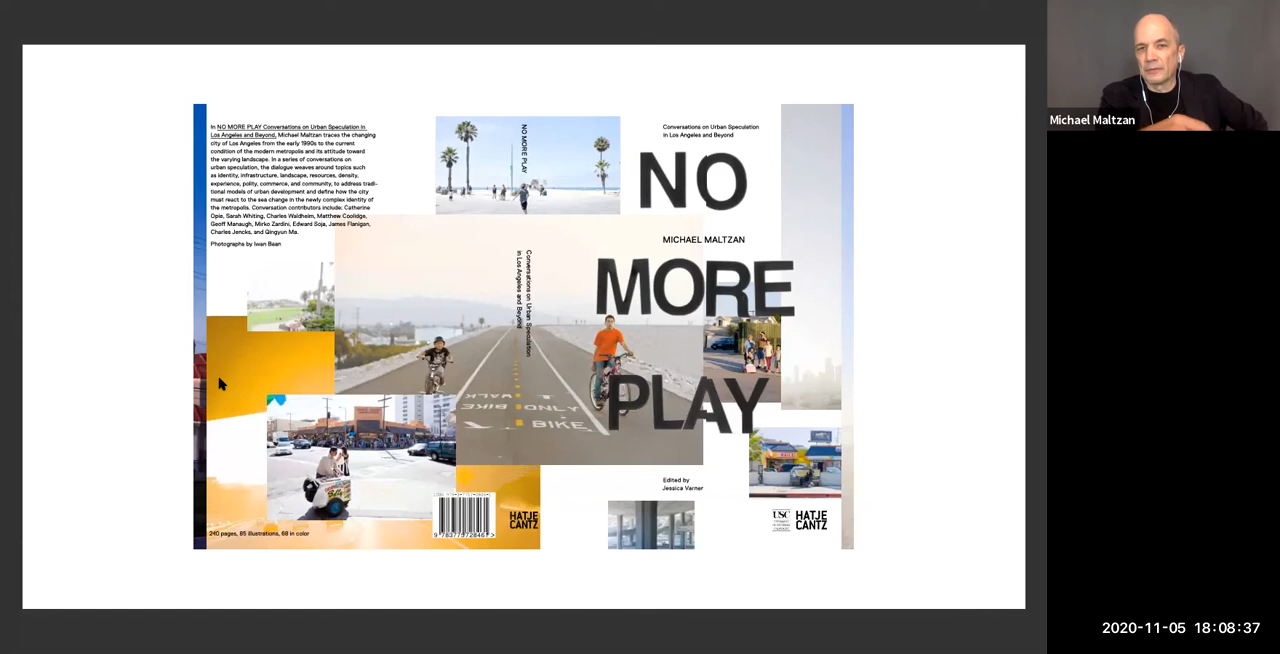 In NO MORE PLAY Conversations on Urban Speculation in
Los Angeles and Beyond, Michael Maltzan traces the changing
city of Los Angeles from the early 1990s to the current
condition of the modern metropolis and its attitude toward
the varying landscape. In a series of conversations on
urban speculation, the dialogue weaves around topics such
as identity, infrastructure, landscape, resources, density,
experience, polity, commerce, and community, to address tradi-
tional models of urban development and define how the city
must react to the sea change in the newly complex identity of
the metropolis. Conversation contributors include: Catherine
Opie, Sarah Whiting, Charles Waldheim, Matthew Coolidge,
Geoff Manaugh, Mirko Zardini, Edward Soja, James Flanigan,
Charles Jencks, and Qingyun Ma.
Photographs by Iwan Baan
240 pages, 85 illustrations, 68 in color
HATJE
CANTZ
NO MORE PLAY
Conversations on Urban Speculation
in Los Angeles and Beyond
WALK
BIKE ONLY
BIKE
Conversations on Urban Speculation
in Los Angeles and Beyond
NO
MICHAEL MALTZAN
MORE
PLAY
Edited by
Jessica Varner
USC
HATJE
CANTZ
Michael Maltzan
2020-11-05 18:08:37